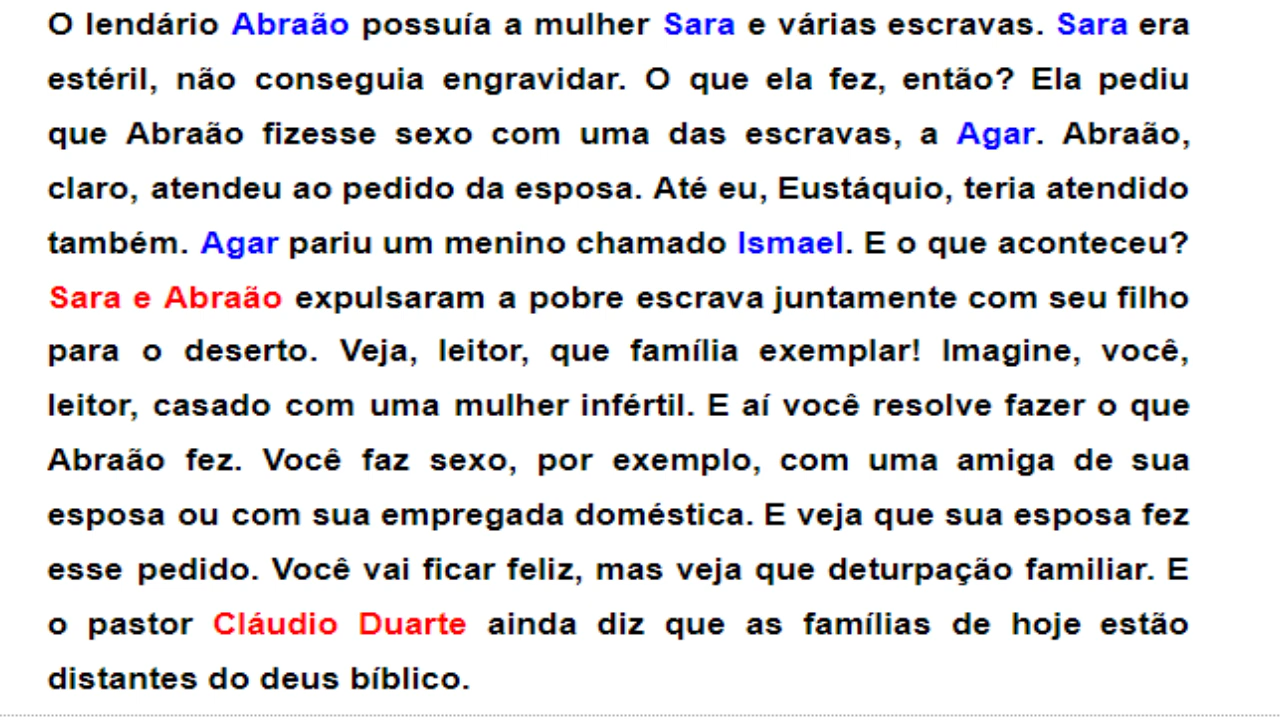 O lendário Abraão possuía a mulher Sara e várias escravas. Sara era
estéril, não conseguia engravidar. O que ela fez, então? Ela pediu
que Abraão fizesse sexo com uma das escravas, a Agar. Abraão,
claro, atendeu ao pedido da esposa. Até eu, Eustáquio, teria atendido
também. Agar pariu um menino chamado Ismael. E o que aconteceu?
Sara e Abraão expulsaram a pobre escrava juntamente com seu filho
para o deserto. Veja, leitor, que família exemplar! Imagine, você,
leitor, casado com uma mulher infértil. E aí você resolve fazer o que
Abraão fez. Você faz sexo, por exemplo, com uma amiga de sua
esposa ou com sua empregada doméstica. E veja que sua esposa fez
esse pedido. Você vai ficar feliz, mas veja que deturpação familiar. E
o pastor Cláudio Duarte ainda diz que as famílias de hoje estão
distantes do deus bíblico.